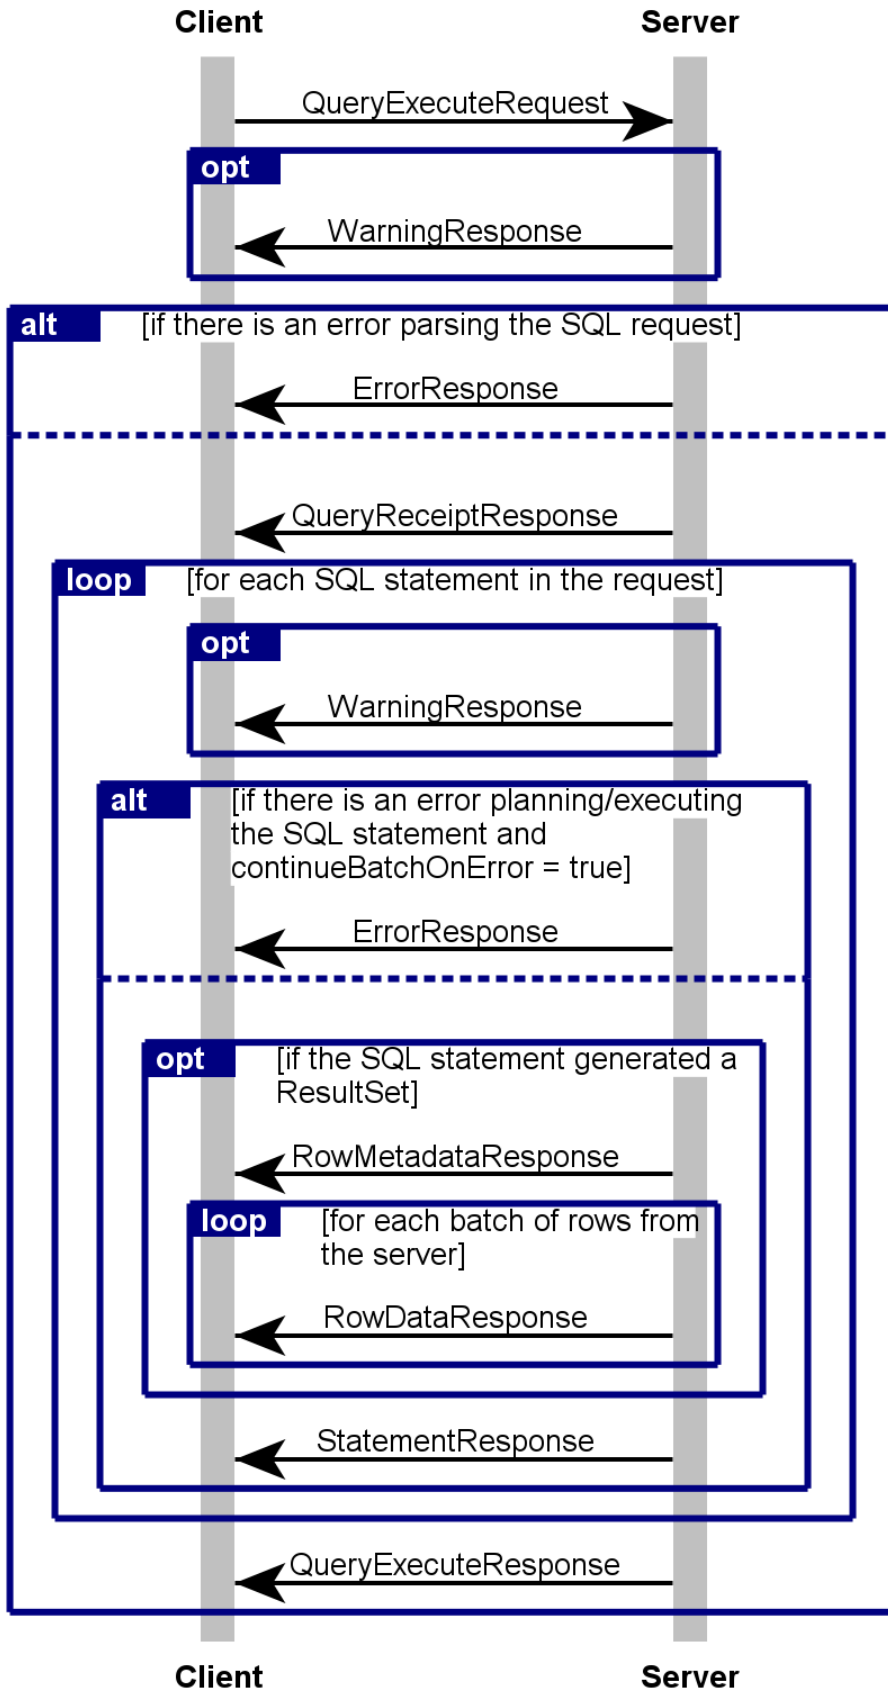 Client Server
QueryExecuteRequest
opt
WarningResponse
alt [if there is an error parsing the SQL request]
ErrorResponse
QueryReceiptResponse
loop [for each SQL statement in the request]
opt
WarningResponse
alt [if there is an error planning/executing
the SQL statement and
continueBatchOnError = true]
ErrorResponse
opt [if the SQL statement generated a
ResultSet]
RowMetadataResponse
loop [for each batch of rows from
the server]
RowDataResponse
StatementResponse
QueryExecuteResponse
Client Server